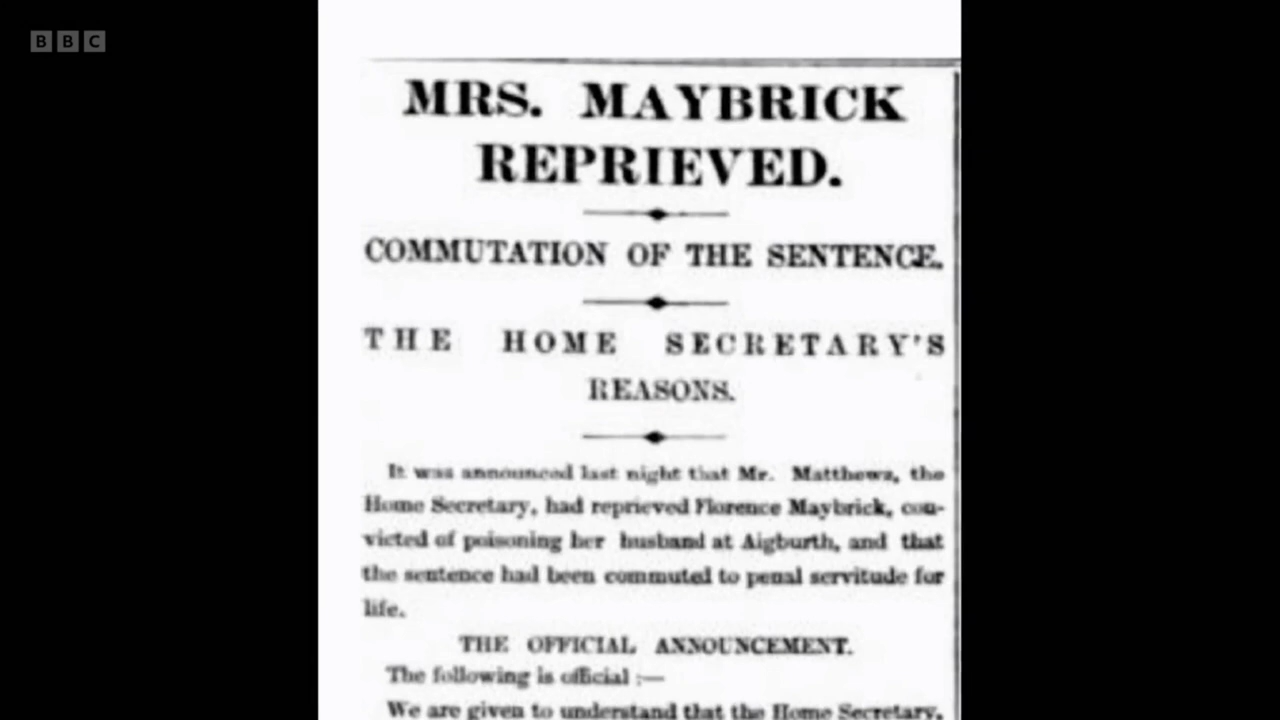 BBC
MRS. MAYBRICK
REPRIEVED.
COMMUTATION OF THE SENTENCE.
THE HOME SECRETARY'S
REASONS.
It was announced last night that Mr. Matthews, the
Home Secretary, had reprieved Florence Maybrick, con-
victed of poisoning her husband at Aigburth, and that
the sentence had been commuted to penal servitude for
life.
THE OFFICIAL ANNOUNCEMENT.
The following is official :—
We are given to understand that the Home Secretary,